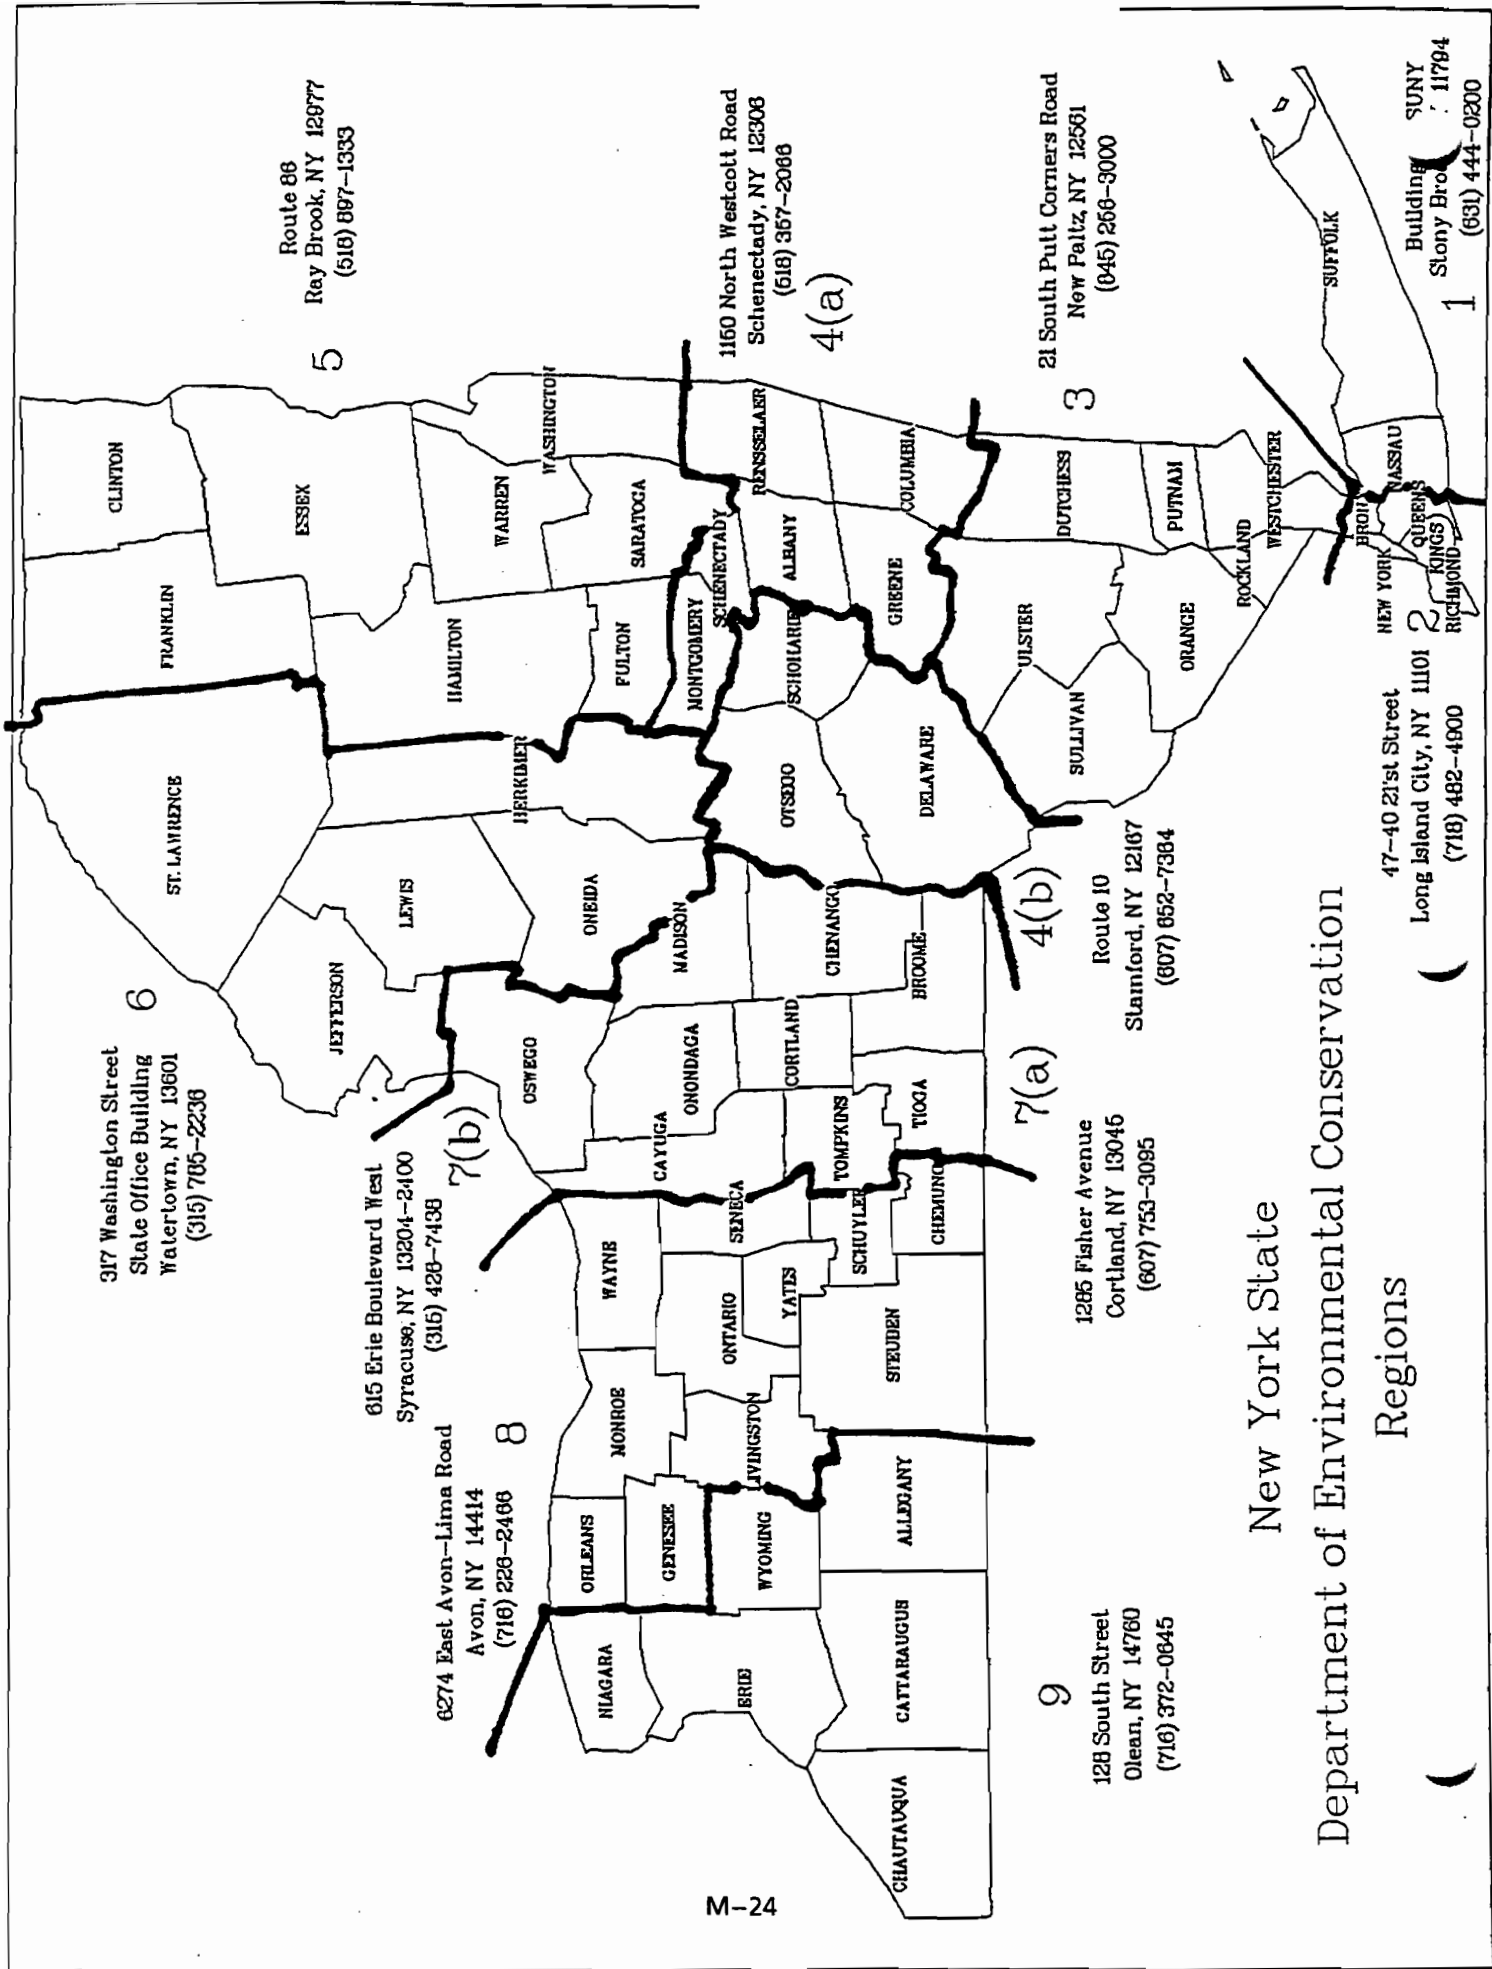 Route 86
Ray Brook, NY 12977
(518) 897-1333
5
1150 North Westcott Road
Schenectady, NY 12306
(518) 357-2066
4(a)
21 South Putt Corners Road
New Paltz, NY 12561
(845) 256-3000
3
Building SUNY
Stony 11794
(631) 444-0200
1
317 Washington Street
State Office Building
Watertown, NY 13601
(315) 785-2236
6
615 Erie Boulevard West
Syracuse, NY 13204-2400
(315) 426-7438
7(b)
6274 East Avon-Lima Road
Avon, NY 14414
(716) 226-2466
8
CLINTON
FRANKLIN
ST. LAWRENCE
ESSEX
JEFFERSON
LEWIS
HERKIMER
HAMILTON
WARREN
WASHINGTON
OSWEGO
ONEIDA
FULTON
SARATOGA
NIAGARA
ORLEANS
MONROE
WAYNE
CAYUGA
ONONDAGA
MADISON
MONTGOMERY
SCHENECTADY
RENSSELAER
ERIE
GENESEE
WYOMING
LIVINGSTON
ONTARIO
YATES
SENECA
CORTLAND
CHENANGO
OTSEGO
SCHOHARIE
ALBANY
COLUMBIA
CHAUTAUQUA
CATTARAUGUS
ALLEGANY
STEUBEN
SCHUYLER
CHEMUNG
TOMPKINS
TIOGA
BROOME
DELAWARE
GREENE
ULSTER
DUTCHESS
SULLIVAN
ORANGE
PUTNAM
ROCKLAND
WESTCHESTER
SUFFOLK
NASSAU
BRON
QUEENS
KINGS
NEW YORK
RICHMOND
2
47-40 21'st Street
Long Island City, NY 11101
(718) 482-4900
4(b)
Route 10
Stamford, NY 12167
(607) 652-7364
7(a)
1285 Fisher Avenue
Cortland, NY 13045
(607) 753-3095
9
128 South Street
Olean, NY 14760
(716) 372-0645
New York State
Department of Environmental Conservation
Regions
M-24